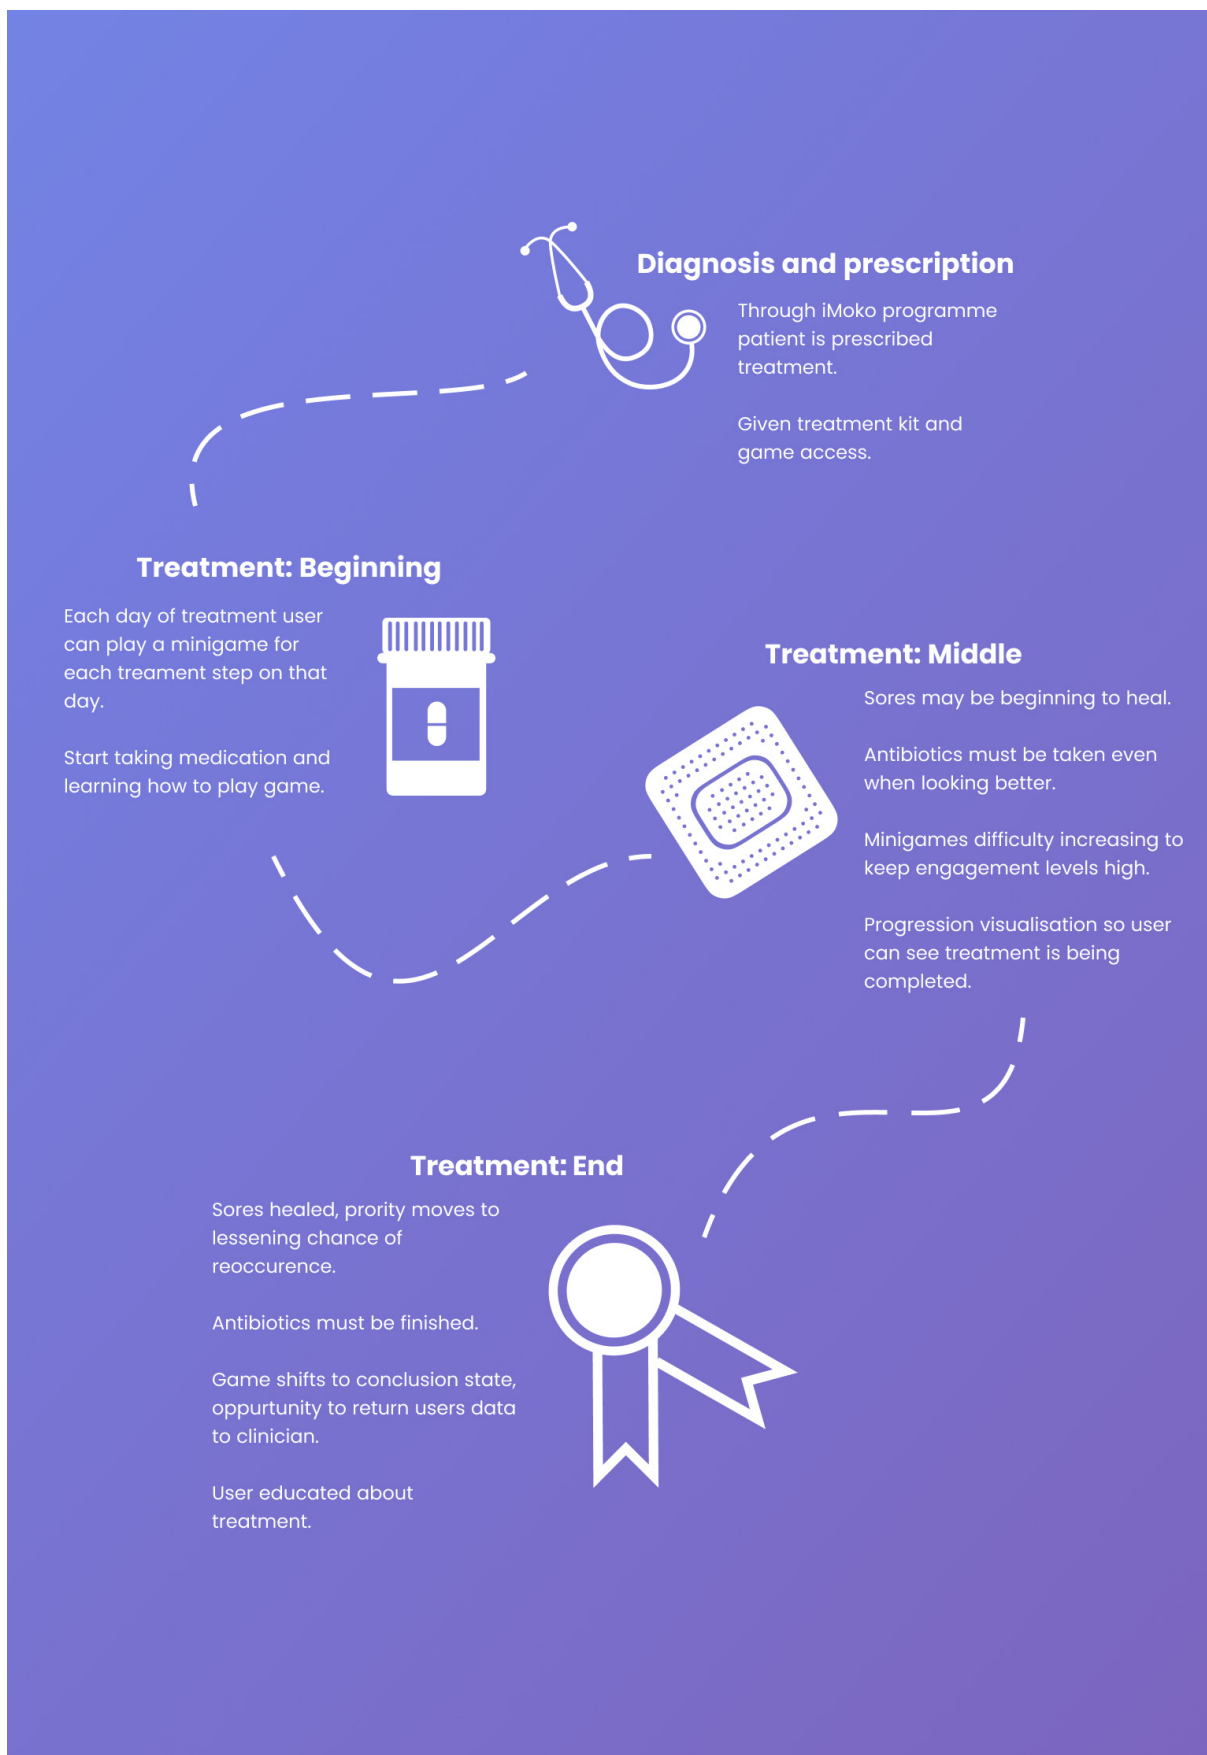 Diagnosis and prescription
Through iMoko programme
patient is prescribed
treatment.
Given treatment kit and
game access.
Treatment: Beginning
Each day of treatment user
can play a minigame for
each treament step on that
day.
Start taking medication and
learning how to play game.
Treatment: Middle
Sores may be beginning to heal.
Antibiotics must be taken even
when looking better.
Minigames difficulty increasing to
keep engagement levels high.
Progression visualisation so user
can see treatment is being
completed.
Treatment: End
Sores healed, prority moves to
lessening chance of
reoccurence.
Antibiotics must be finished.
Game shifts to conclusion state,
oppurtunity to return users data
to clinician.
User educated about
treatment.